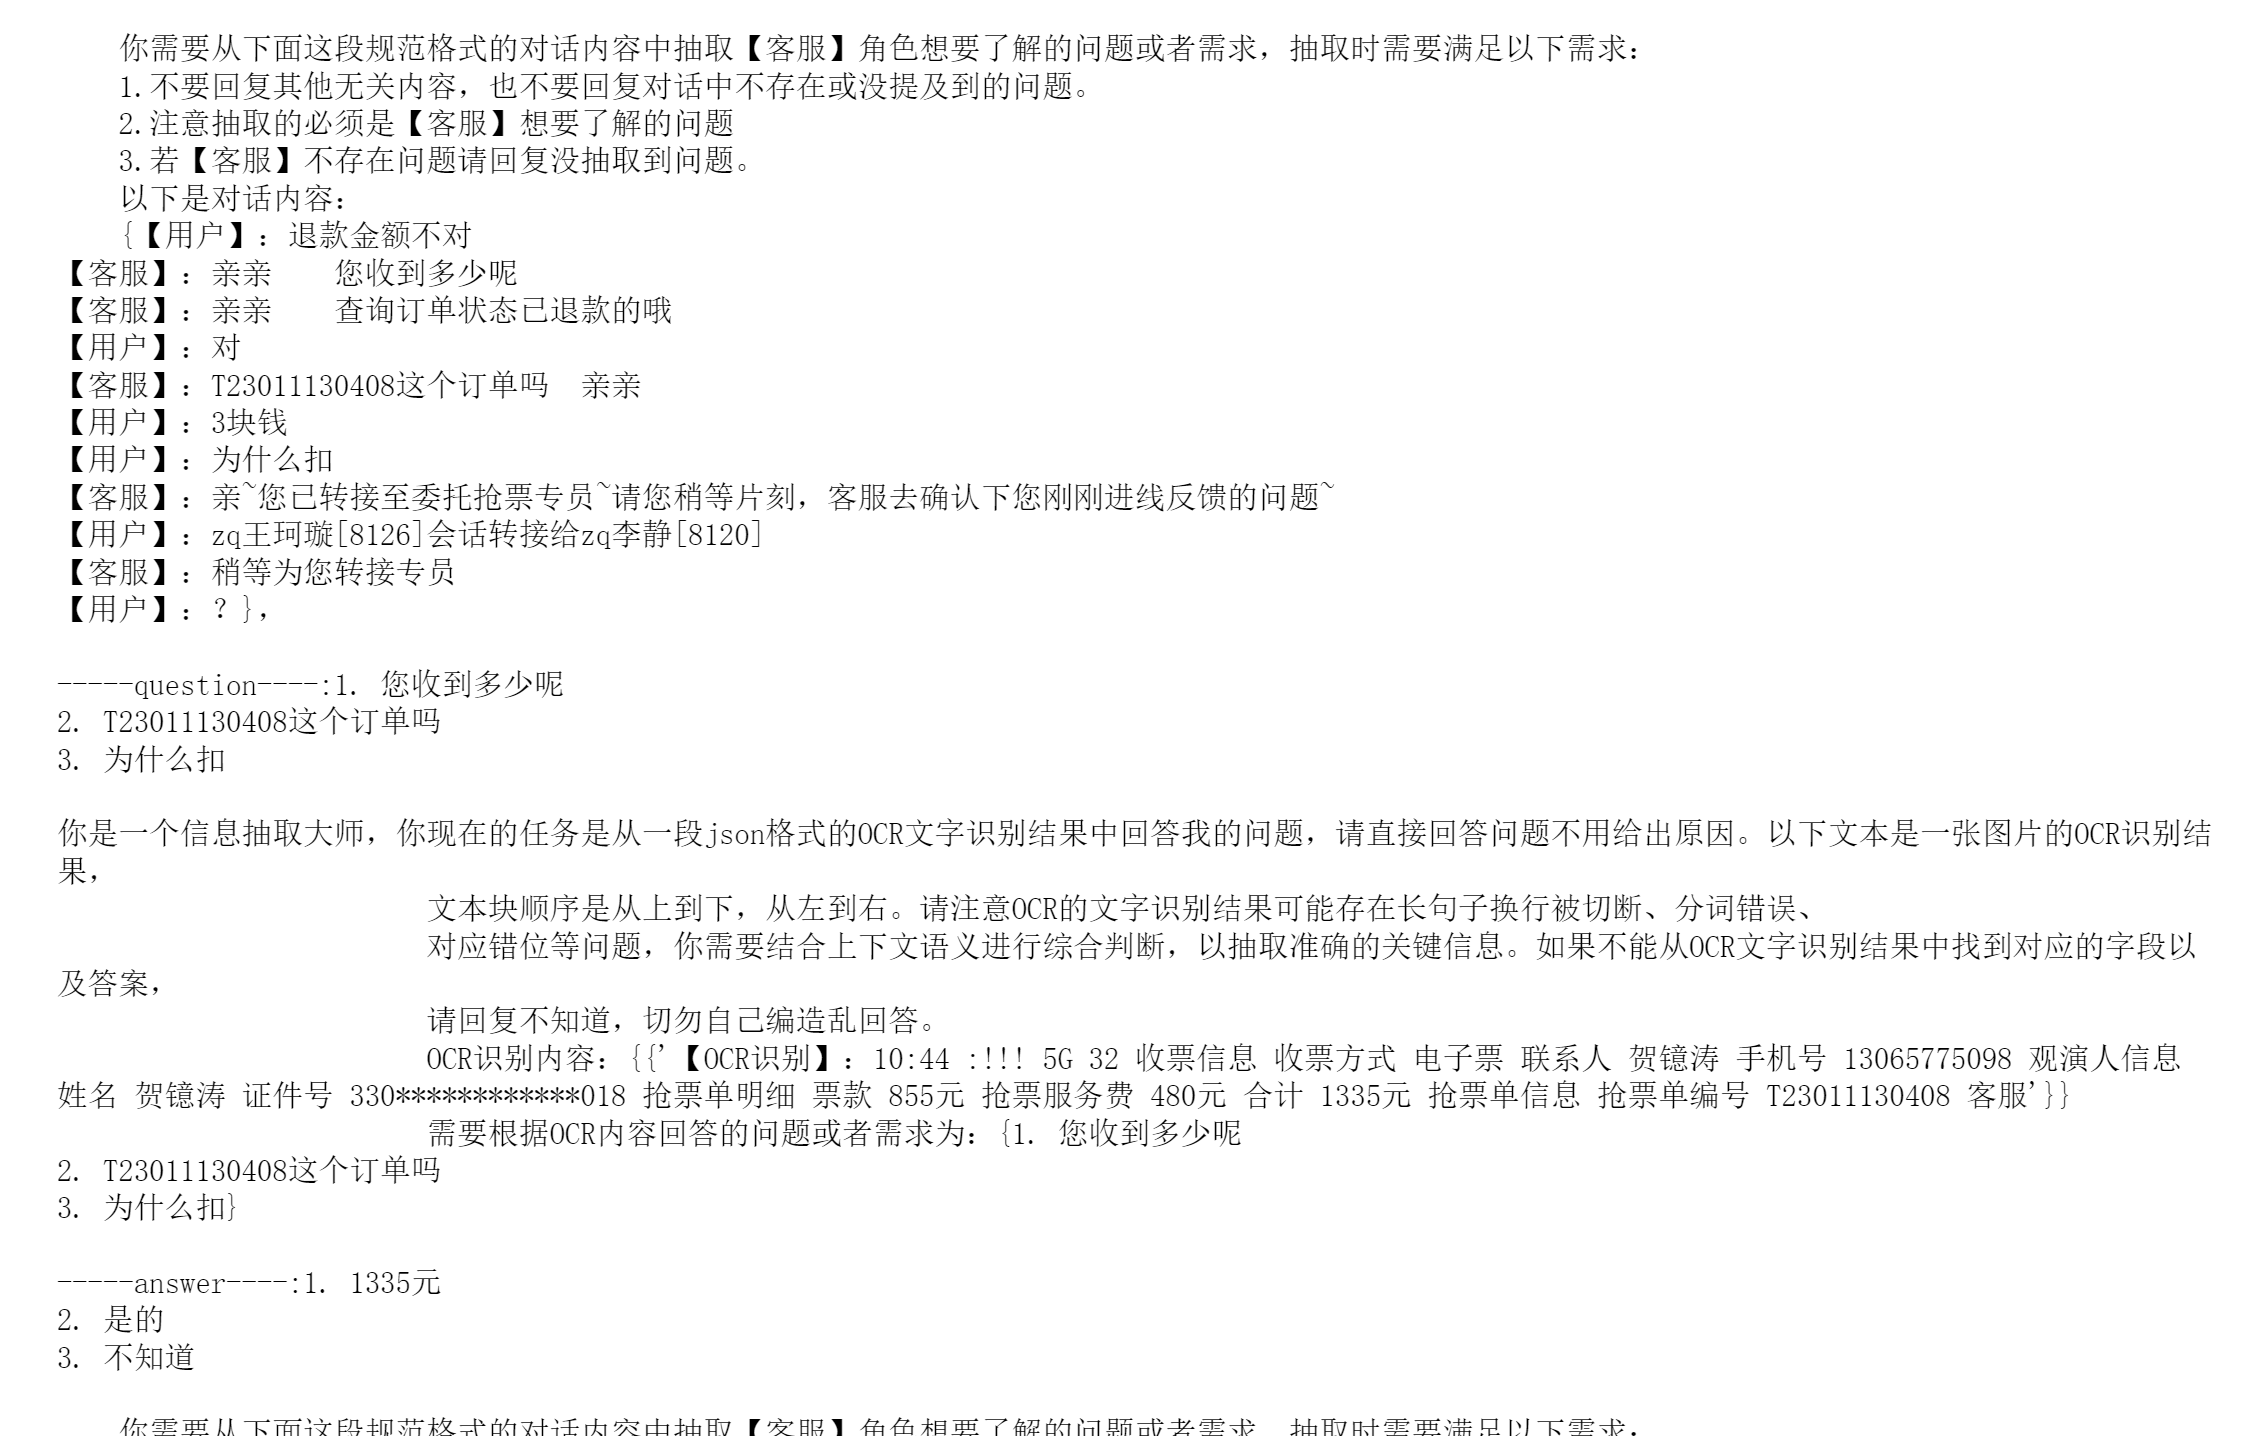 你需要从下面这段规范格式的对话内容中抽取【客服】角色想要了解的问题或者需求，抽取时需要满足以下需求：
1.不要回复其他无关内容，也不要回复对话中不存在或没提及到的问题。
2.注意抽取的必须是【客服】想要了解的问题
3.若【客服】不存在问题请回复没抽取到问题。
以下是对话内容：
{【用户】：退款金额不对
【客服】：亲亲　　您收到多少呢
【客服】：亲亲　　查询订单状态已退款的哦
【用户】：对
【客服】：T23011130408这个订单吗　亲亲
【用户】：3块钱
【用户】：为什么扣
【客服】：亲~您已转接至委托抢票专员~请您稍等片刻，客服去确认下您刚刚进线反馈的问题~
【用户】：zq王珂璇[8126]会话转接给zq李静[8120]
【客服】：稍等为您转接专员
【用户】：？},
-----question----:1. 您收到多少呢
2. T23011130408这个订单吗
3. 为什么扣
你是一个信息抽取大师，你现在的任务是从一段json格式的OCR文字识别结果中回答我的问题，请直接回答问题不用给出原因。以下文本是一张图片的OCR识别结
果，
文本块顺序是从上到下，从左到右。请注意OCR的文字识别结果可能存在长句子换行被切断、分词错误、
对应错位等问题，你需要结合上下文语义进行综合判断，以抽取准确的关键信息。如果不能从OCR文字识别结果中找到对应的字段以
及答案，
请回复不知道，切勿自己编造乱回答。
OCR识别内容：{{'【OCR识别】：10:44 :!!! 5G 32 收票信息 收票方式 电子票 联系人 贺镱涛 手机号 13065775098 观演人信息
姓名 贺镱涛 证件号 330************018 抢票单明细 票款 855元 抢票服务费 480元 合计 1335元 抢票单信息 抢票单编号 T23011130408 客服'}}
需要根据OCR内容回答的问题或者需求为：{1. 您收到多少呢
2. T23011130408这个订单吗
3. 为什么扣}
-----answer----:1. 1335元
2. 是的
3. 不知道
你需要从下面这段规范格式的对话内容中抽取【客服】角色想要了解的问题或者需求，抽取时需要满足以下需求：